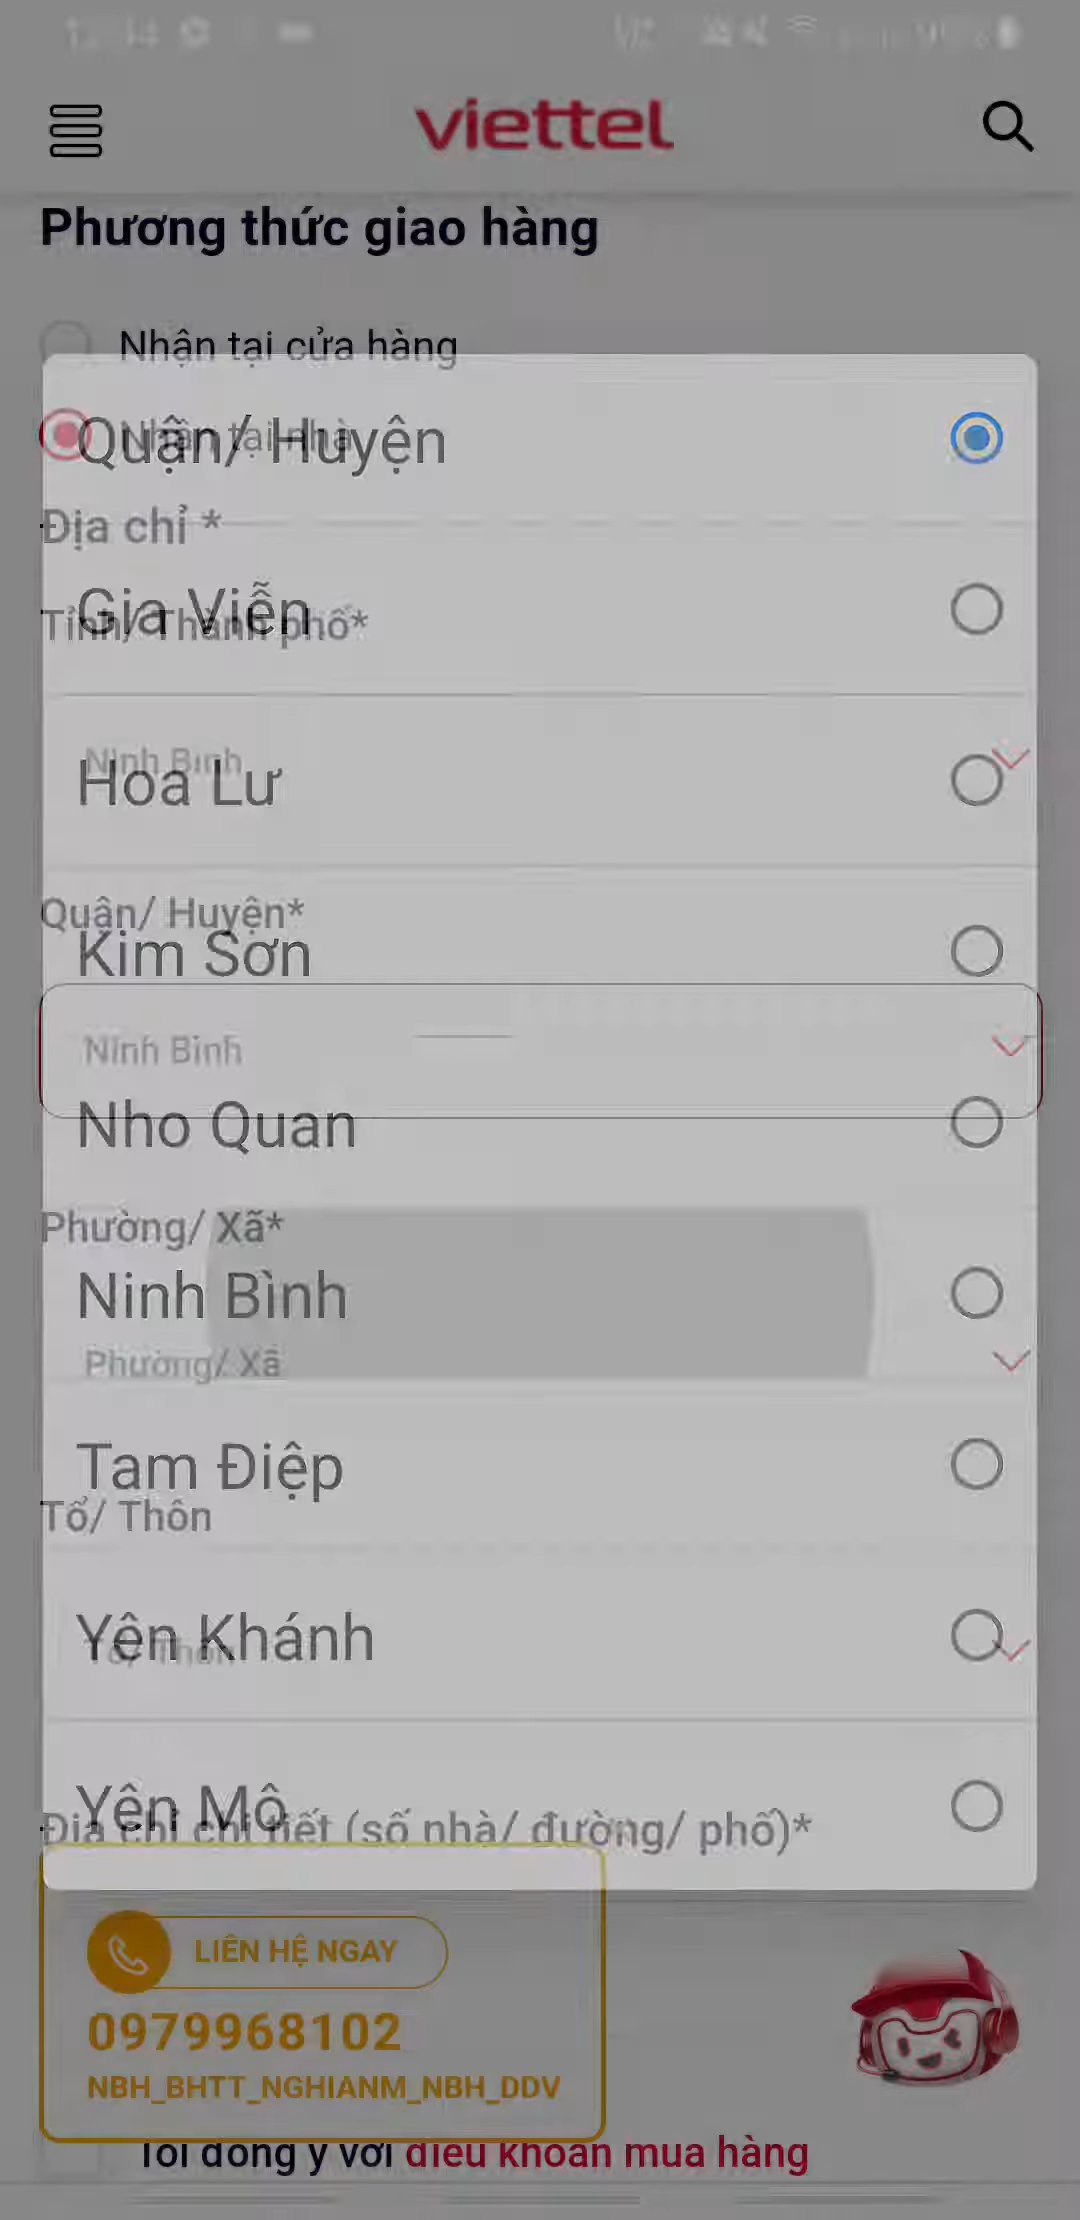 viettel
Phương thức giao hàng
Nhận tại cửa hàng
Quận/ Huyện
Nhận tại nhà
Địa chỉ *
Gia Viễn
Tỉnh/ Thành phố*
Ninh Bình
Hoa Lư
Quận/ Huyện*
Kim Sơn
Ninh Bình
Nho Quan
Phường/ Xã*
Ninh Bình
Phường/ Xã
Tam Điệp
Tổ/ Thôn
Yên Khánh
Tổ/ Thôn
Yên Mô
Địa chỉ chi tiết (số nhà/ đường/ phố)*
LIÊN HỆ NGAY
0979968102
NBH_BHTT_NGHIANM_NBH_DDV
Tôi đồng ý với điều khoản mua hàng